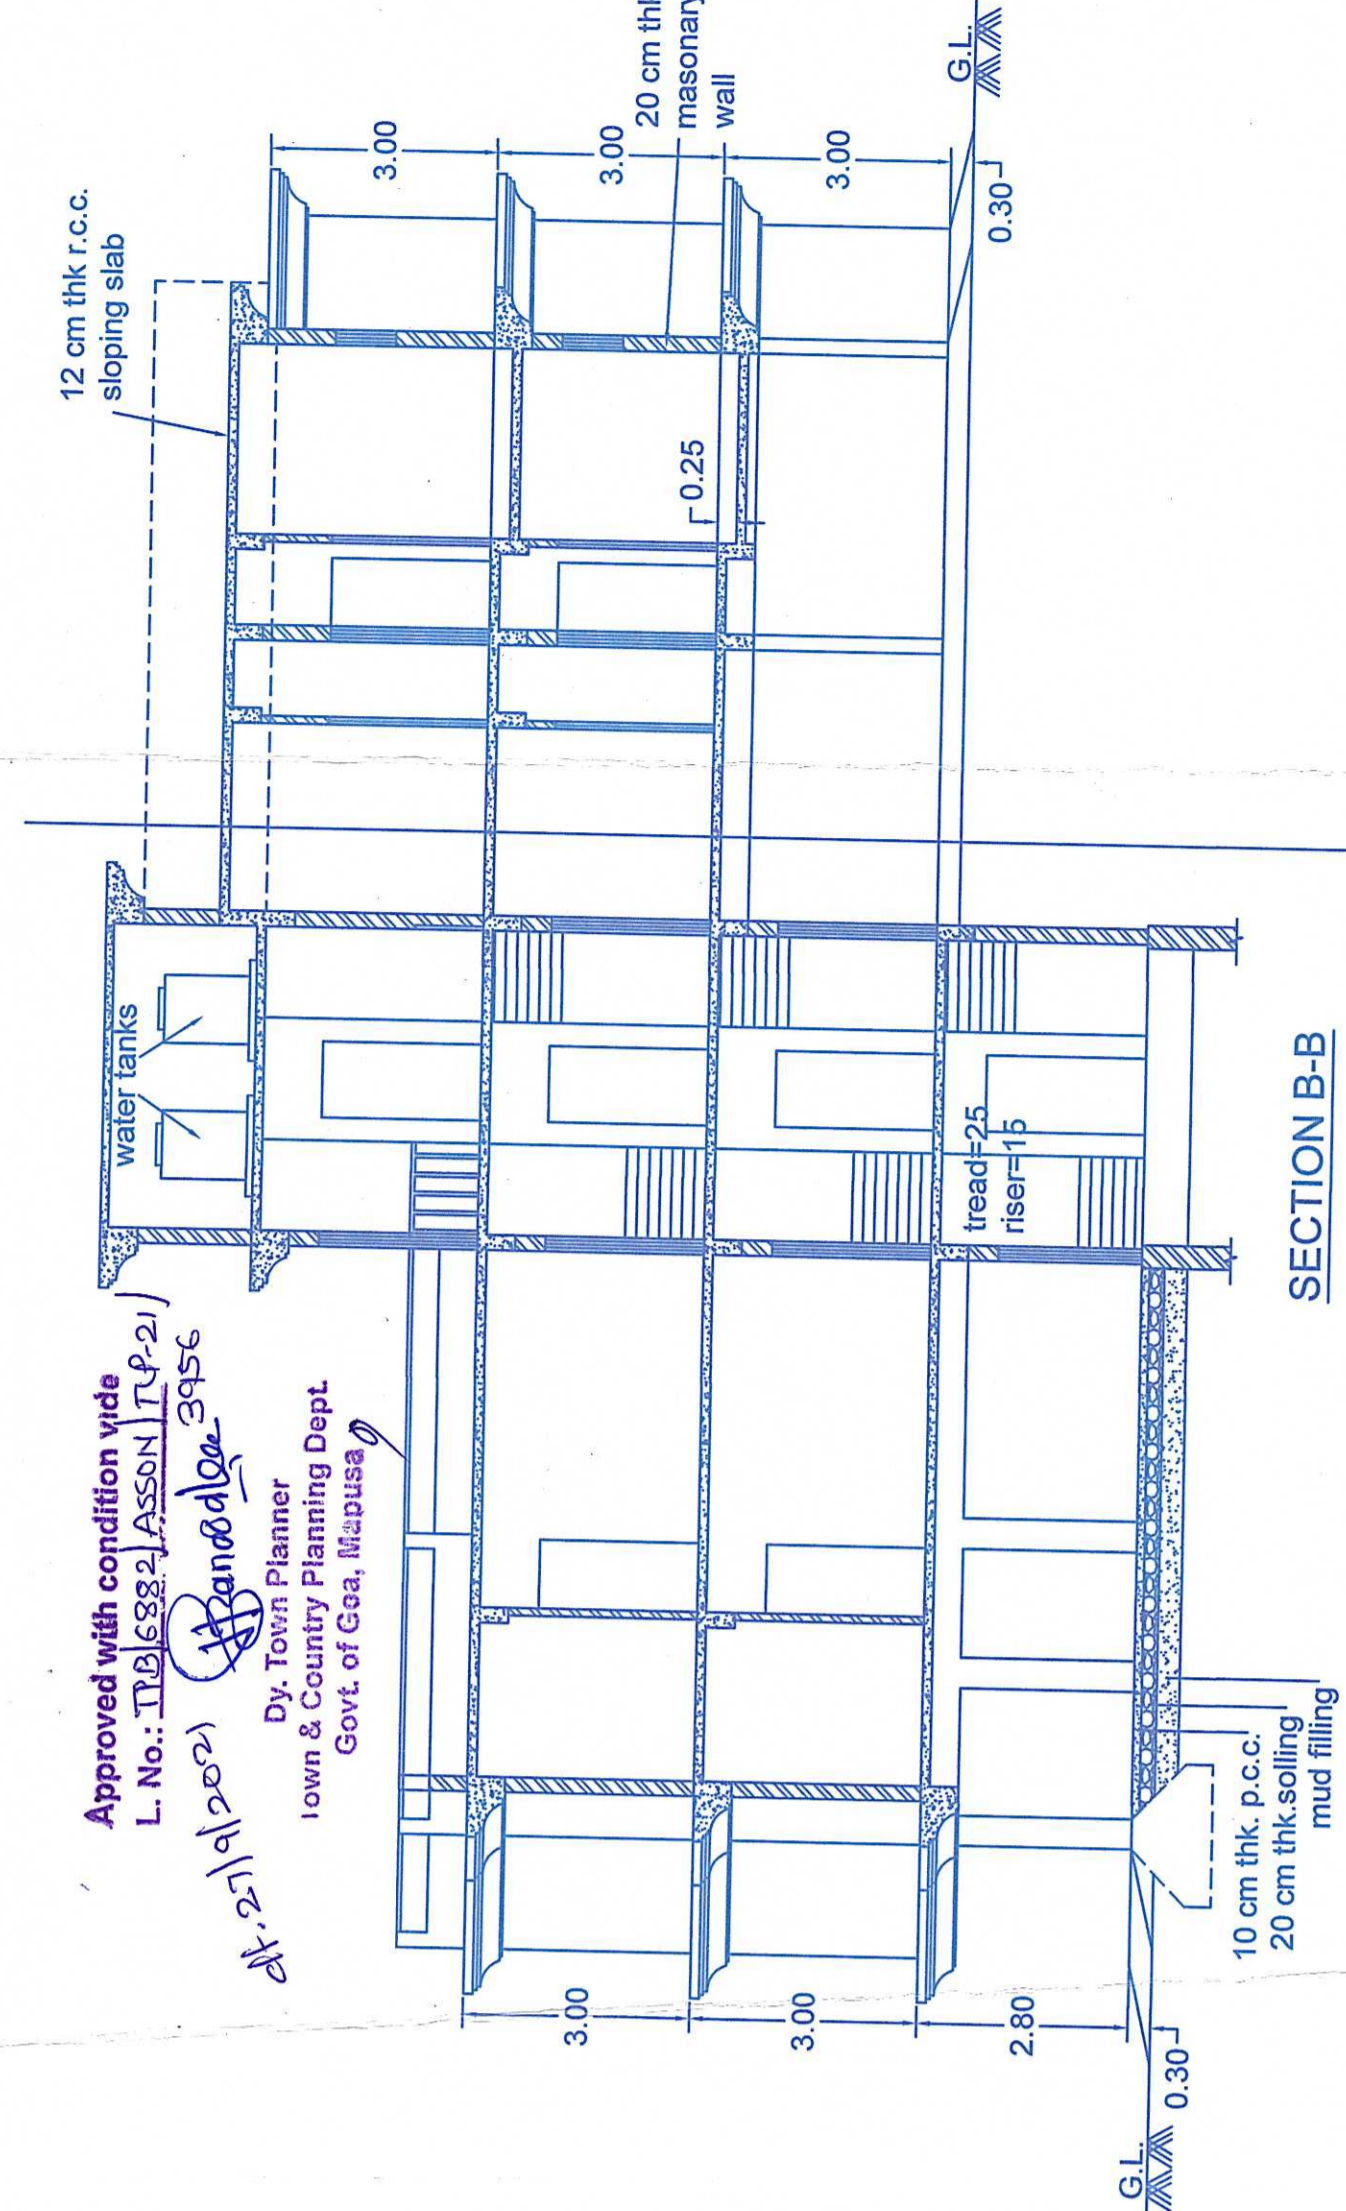 Approved with condition vide
L. No.: TPB/6882/ASSON/TCP-21/
3956
dt. 27/9/2021
Dy. Town Planner
Town & Country Planning Dept.
Govt. of Goa, Mapusa
water tanks
12 cm thk r.c.c.
sloping slab
3.00
3.00
2.80
0.30
G.L.
tread=25
riser=15
0.25
3.00
3.00
3.00
0.30
G.L.
20 cm thk
masonary
wall
10 cm thk. p.c.c.
20 cm thk.solling
mud filling
SECTION B-B